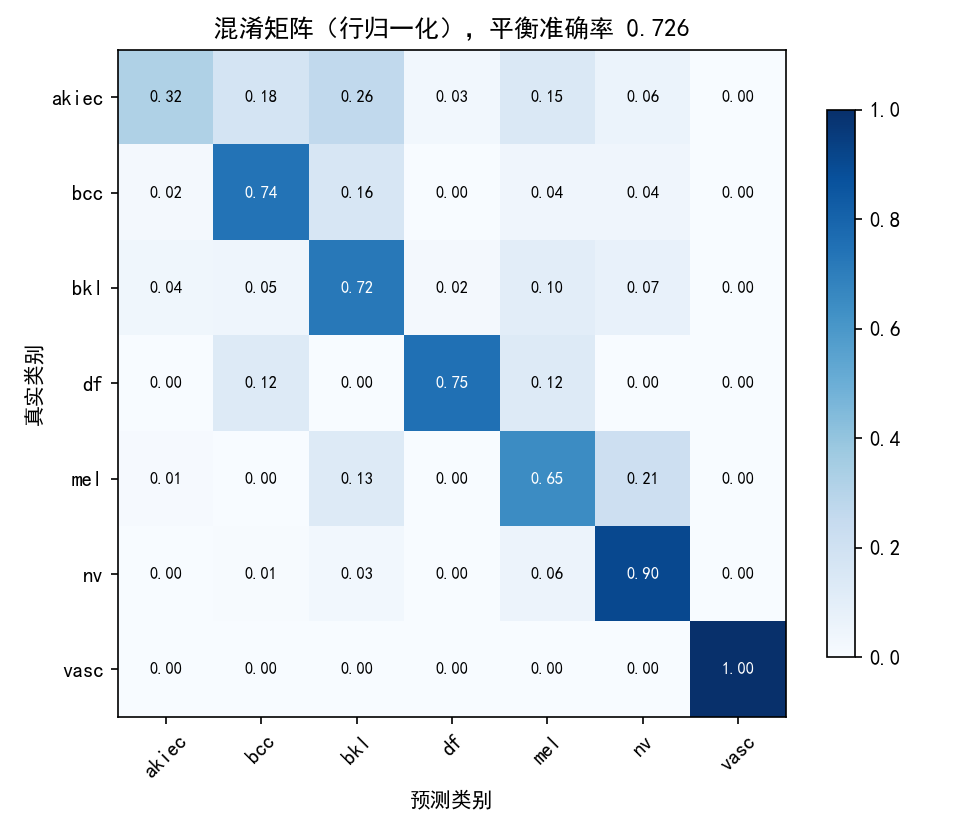 混淆矩阵（行归一化），平衡准确率 0.726
akiec 0.32 0.18 0.26 0.03 0.15 0.06 0.00
bcc 0.02 0.74 0.16 0.00 0.04 0.04 0.00
bkl 0.04 0.05 0.72 0.02 0.10 0.07 0.00
df 0.00 0.12 0.00 0.75 0.12 0.00 0.00
mel 0.01 0.00 0.13 0.00 0.65 0.21 0.00
nv 0.00 0.01 0.03 0.00 0.06 0.90 0.00
vasc 0.00 0.00 0.00 0.00 0.00 0.00 1.00
akiec bcc bkl df mel nv vasc
预测类别
真实类别
1.0
0.8
0.6
0.4
0.2
0.0